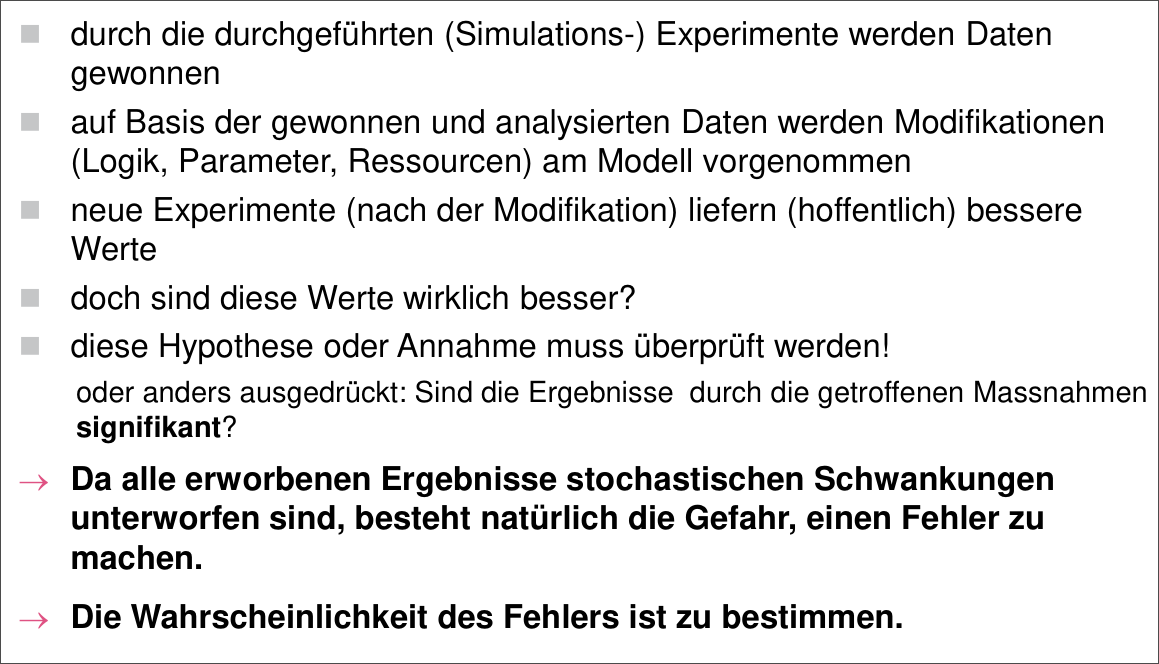 durch die durchgeführten (Simulations-) Experimente werden Daten
gewonnen
auf Basis der gewonnen und analysierten Daten werden Modifikationen
(Logik, Parameter, Ressourcen) am Modell vorgenommen
neue Experimente (nach der Modifikation) liefern (hoffentlich) bessere
Werte
doch sind diese Werte wirklich besser?
diese Hypothese oder Annahme muss überprüft werden!
oder anders ausgedrückt: Sind die Ergebnisse  durch die getroffenen Massnahmen
signifikant?
→ Da alle erworbenen Ergebnisse stochastischen Schwankungen
unterworfen sind, besteht natürlich die Gefahr, einen Fehler zu
machen.
→ Die Wahrscheinlichkeit des Fehlers ist zu bestimmen.